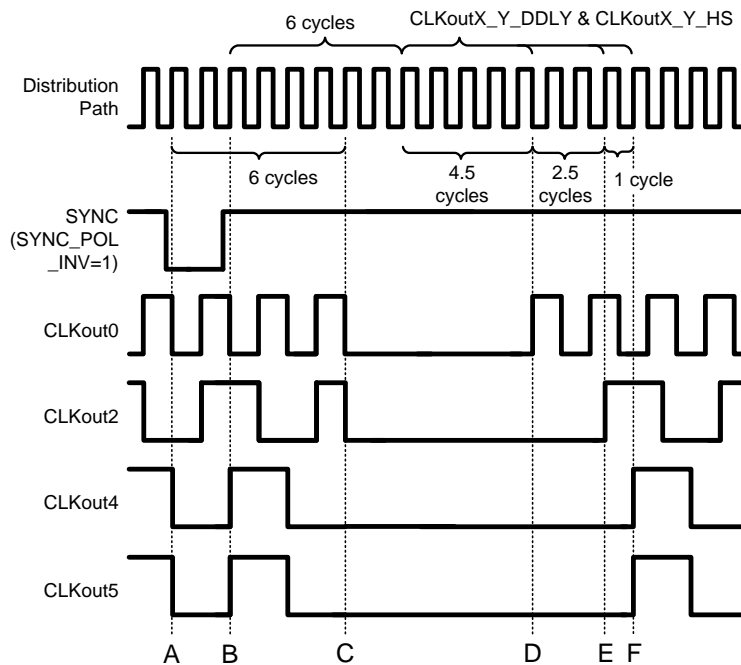 6 cycles
CLKoutX_Y_DDLY & CLKoutX_Y_HS
Distribution
Path
6 cycles
4.5
cycles
2.5
cycles
1 cycle
SYNC
(SYNC_POL
_INV=1)
CLKout0
CLKout2
CLKout4
CLKout5
A B C D E F